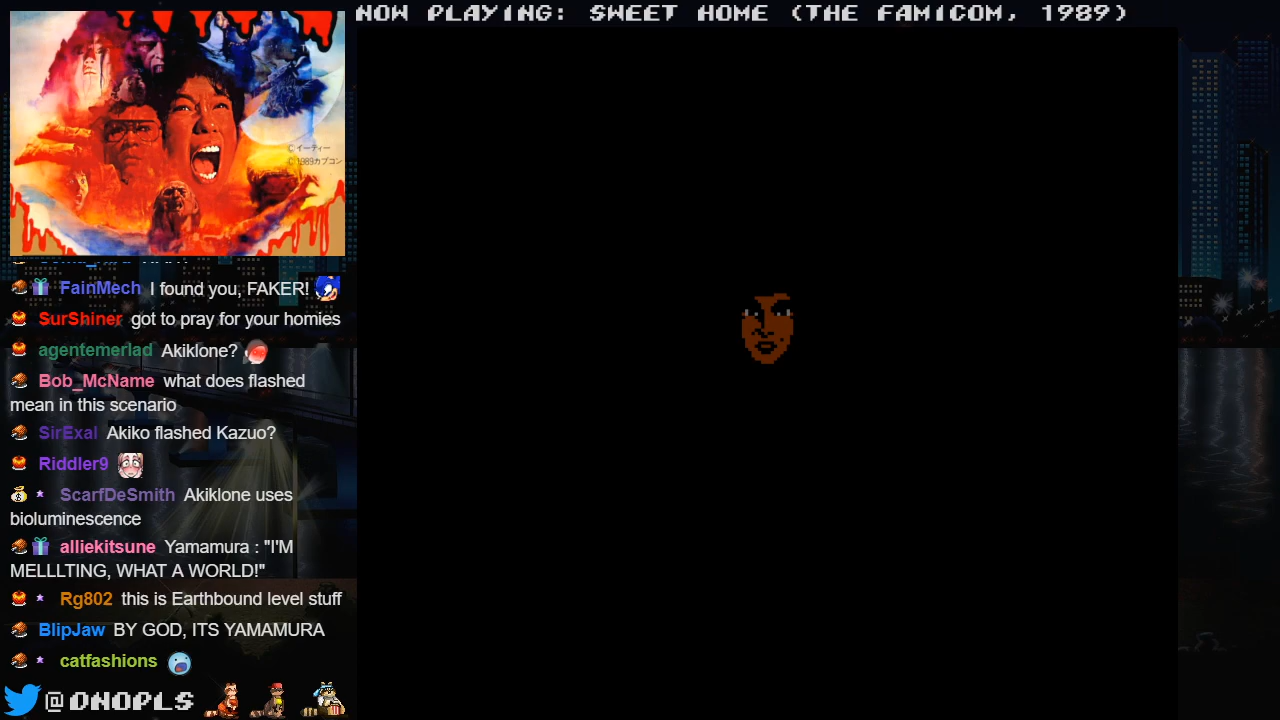 NOW PLAYING: SWEET HOME (THE FAMICOM, 1989)
©イーティー
©1989カプコン
FainMech I found you, FAKER!
SurShiner got to pray for your homies
agentemerlad Akiklone?
Bob_McName what does flashed
mean in this scenario
SirExal Akiko flashed Kazuo?
Riddler9
ScarfDeSmith Akiklone uses
bioluminescence
alliekitsune Yamamura : "I'M
MELLLTING, WHAT A WORLD!"
Rg802 this is Earthbound level stuff
BlipJaw BY GOD, ITS YAMAMURA
catfashions
@ONOPLS